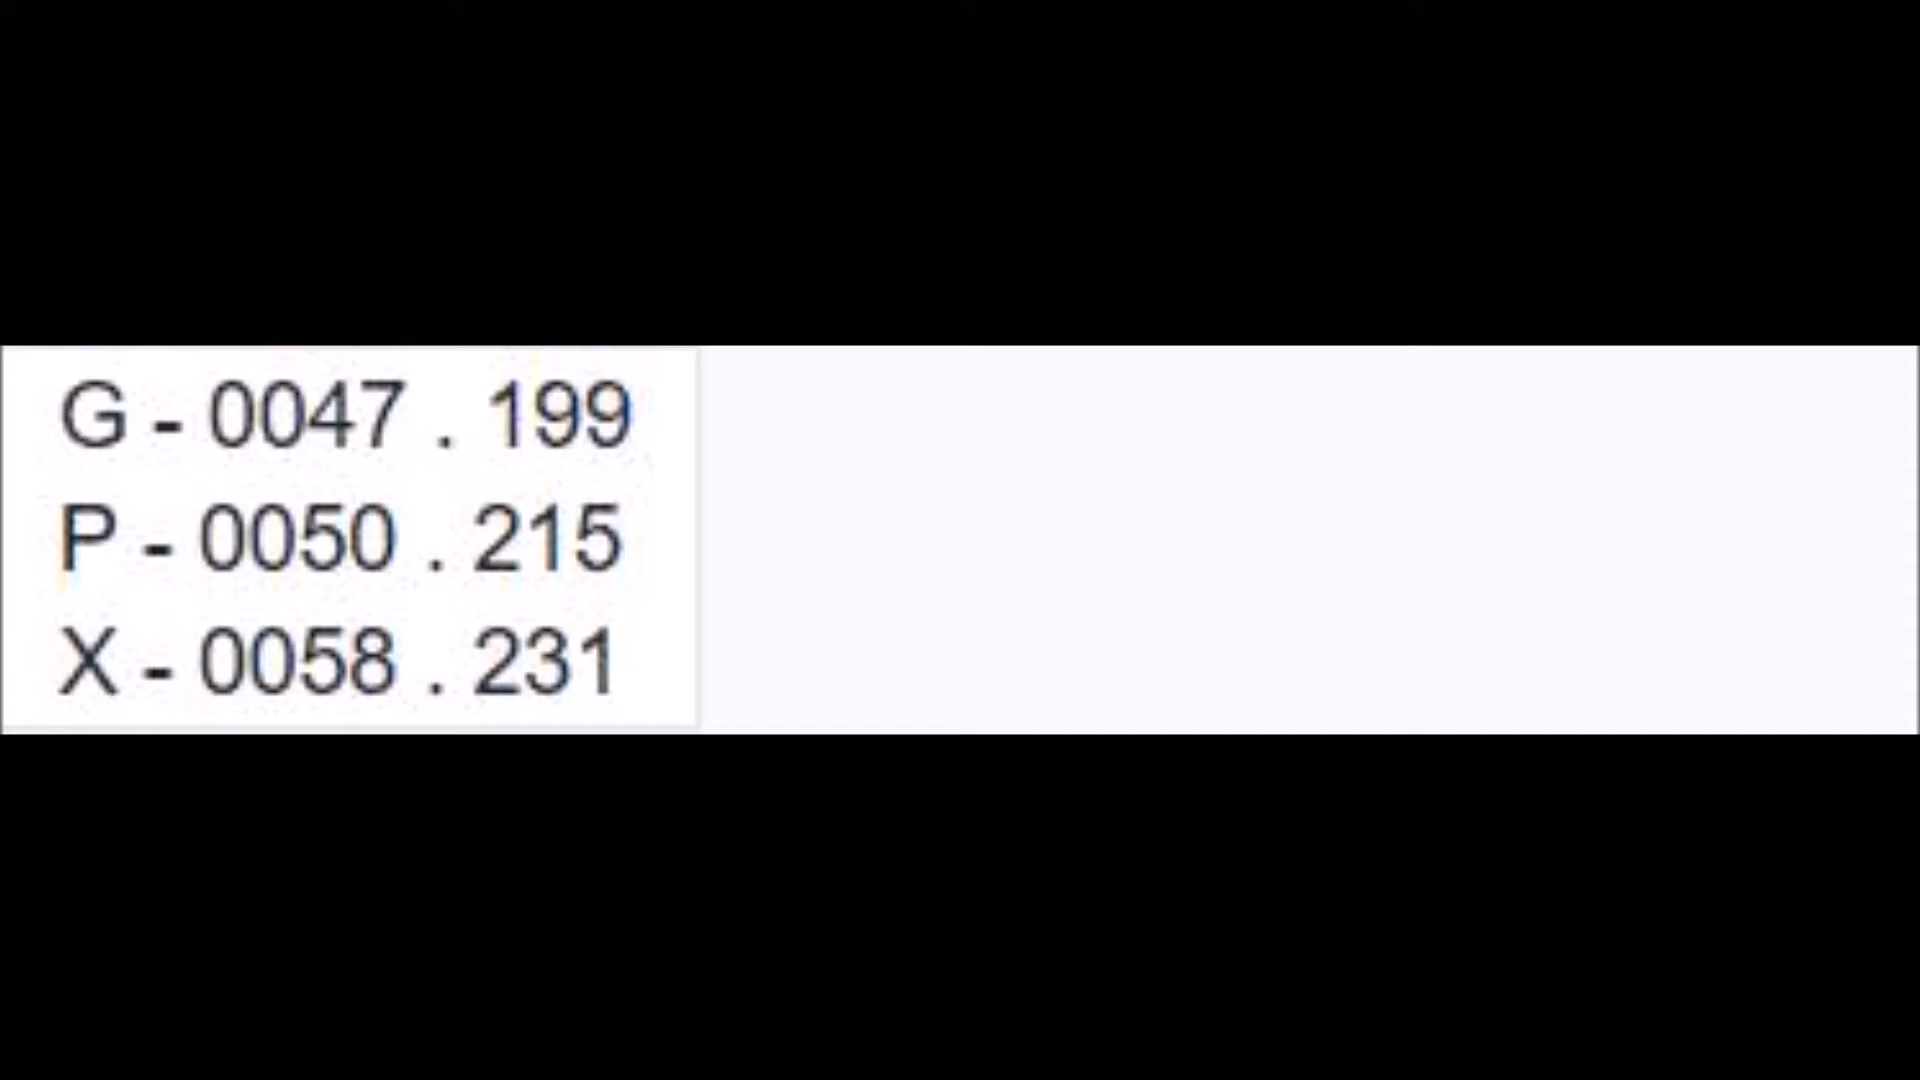 G - 0047 . 199
P - 0050 . 215
X - 0058 . 231